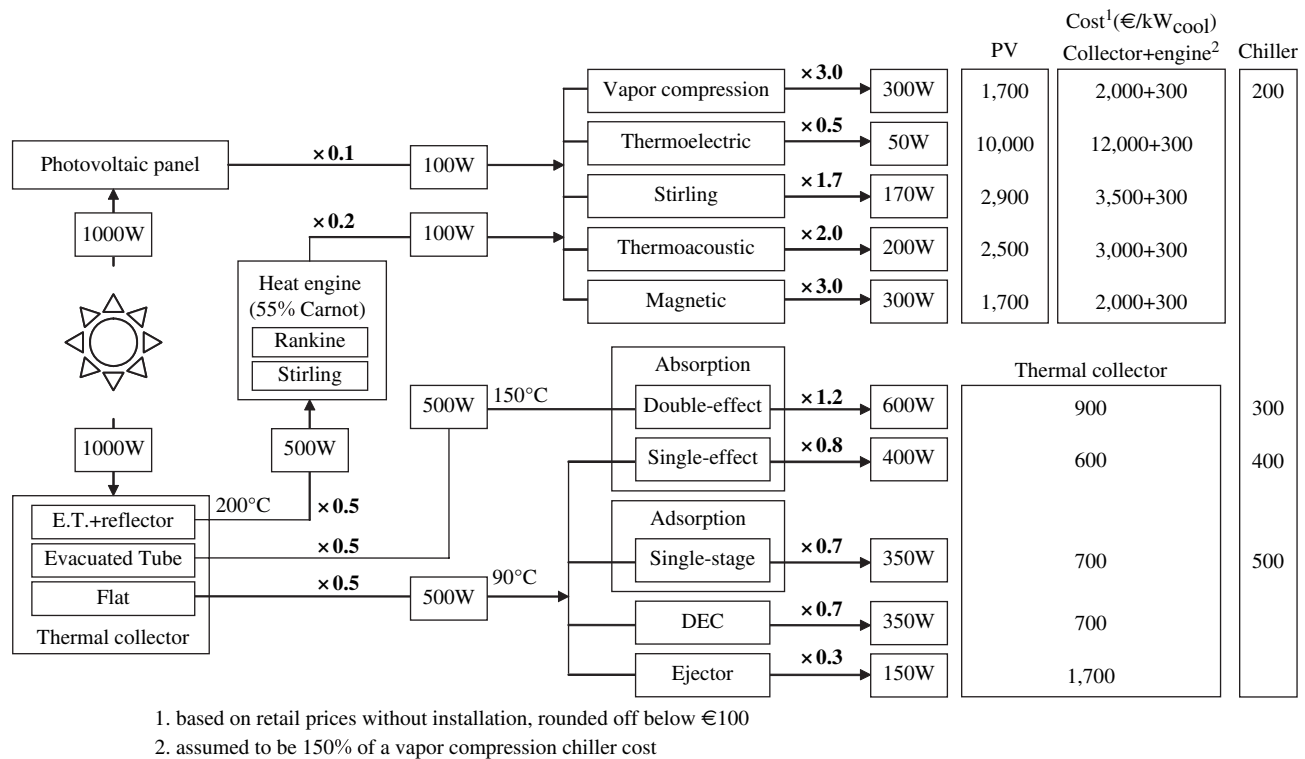 Cost1(€/kWcool)
PV Collector+engine2 Chiller
Vapor compression ×3.0 300W 1,700 2,000+300 200
Thermoelectric ×0.5 50W 10,000 12,000+300
Photovoltaic panel ×0.1 100W
Stirling ×1.7 170W 2,900 3,500+300
1000W ×0.2 100W
Thermoacoustic ×2.0 200W 2,500 3,000+300
Heat engine
(55% Carnot)
Magnetic ×3.0 300W 1,700 2,000+300
Rankine
Stirling
Absorption
Thermal collector
500W 150°C
Double-effect ×1.2 600W 900 300
1000W 500W
Single-effect ×0.8 400W 600 400
E.T.+reflector 200°C ×0.5
Adsorption
Evacuated Tube ×0.5
Single-stage ×0.7 350W 700 500
Flat ×0.5 500W 90°C
DEC ×0.7 350W 700
Thermal collector
Ejector ×0.3 150W 1,700
1. based on retail prices without installation, rounded off below €100
2. assumed to be 150% of a vapor compression chiller cost